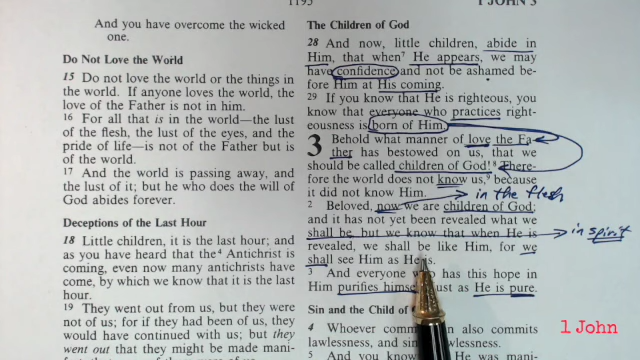 1195
1 JOHN 3
And you have overcome the wicked
one.
Do Not Love the World
15 Do not love the world or the things in
the world. If anyone loves the world, the
love of the Father is not in him.
16 For all that is in the world—the lust
of the flesh, the lust of the eyes, and the
pride of life—is not of the Father but is
of the world.
17 And the world is passing away, and
the lust of it; but he who does the will of
God abides forever.
Deceptions of the Last Hour
18 Little children, it is the last hour; and
as you have heard that the4 Antichrist is
coming, even now many antichrists have
come, by which we know that it is the last
hour.
19 They went out from us, but they were
not of us; for if they had been of us, they
would have continued with us; but they
went out that they might be made mani-
The Children of God
28 And now, little children, abide in
Him, that when7 He appears, we may
have confidence and not be ashamed be-
fore Him at His coming.
29 If you know that He is righteous, you
know that everyone who practices right-
eousness is born of Him.
3 Behold what manner of love the Fa-
ther has bestowed on us, that we
should be called children of God!8 There-
fore the world does not know us,9 because
it did not know Him. in the flesh
2 Beloved, now we are children of God;
and it has not yet been revealed what we
shall be, but we know that when He is in spirit
revealed, we shall be like Him, for we
shall see Him as He is.
3 And everyone who has this hope in
Him purifies himself just as He is pure.
Sin and the Child of
4 Whoever also commits
lawlessness, and sin lawlessness.
5 And you know He was mani-
1 John